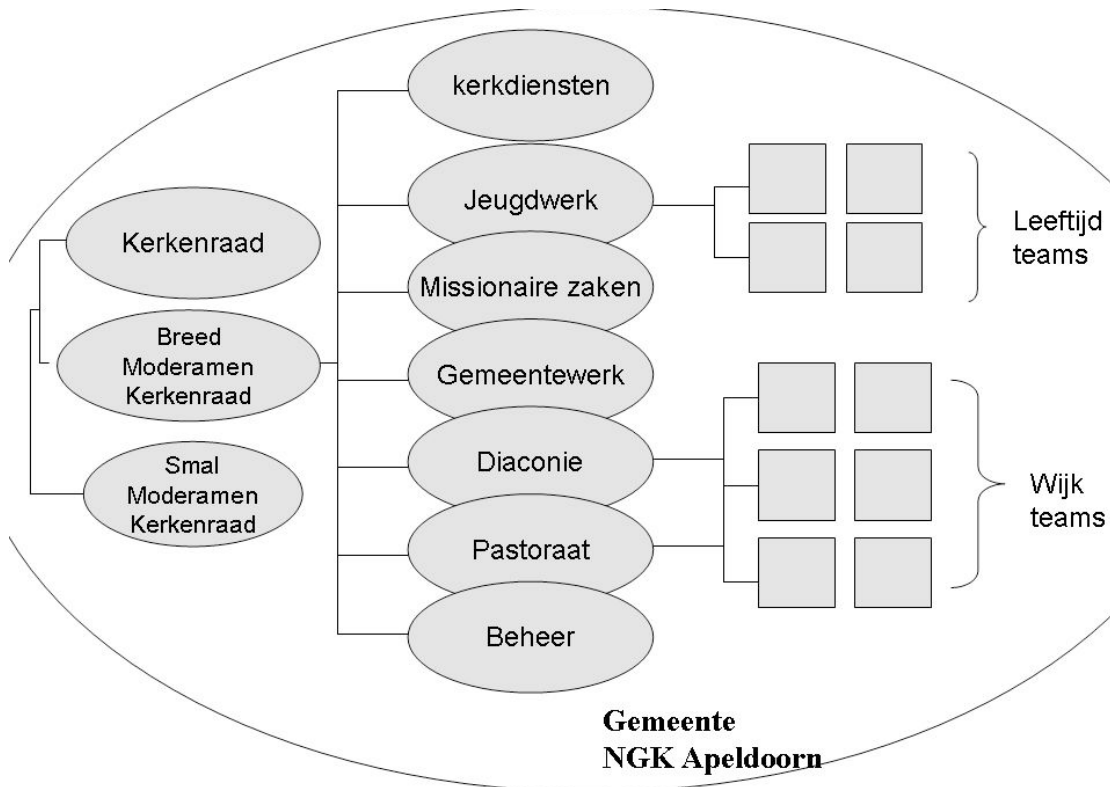 Kerkenraad
Breed
Moderamen
Kerkenraad
Smal
Moderamen
Kerkenraad
kerkdiensten
Jeugdwerk
Missionaire zaken
Gemeentewerk
Diaconie
Pastoraat
Beheer
Leeftijd
teams
Wijk
teams
Gemeente
NGK Apeldoorn